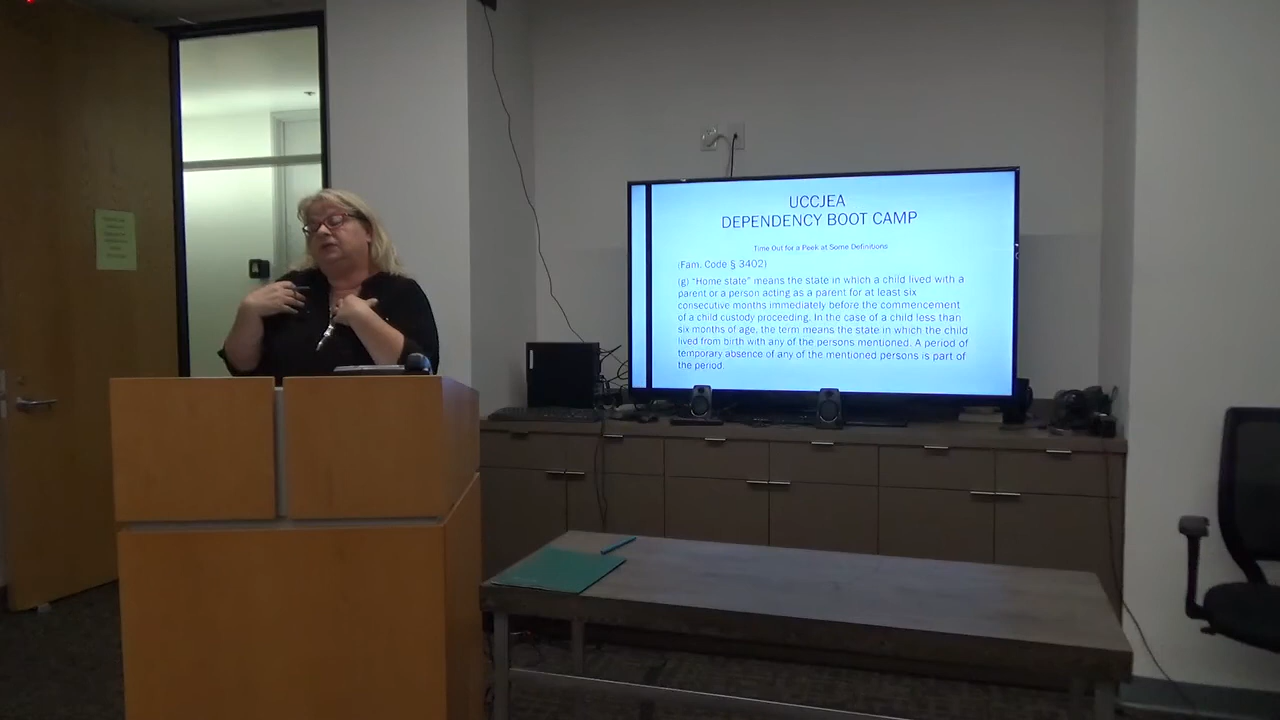 UCCJEA
DEPENDENCY BOOT CAMP
Time Out for a Peek at Some Definitions
(Fam. Code § 3402)
(g) “Home state” means the state in which a child lived with a
parent or a person acting as a parent for at least six
consecutive months immediately before the commencement
of a child custody proceeding. In the case of a child less than
six months of age, the term means the state in which the child
lived from birth with any of the persons mentioned. A period of
temporary absence of any of the mentioned persons is part of
the period.